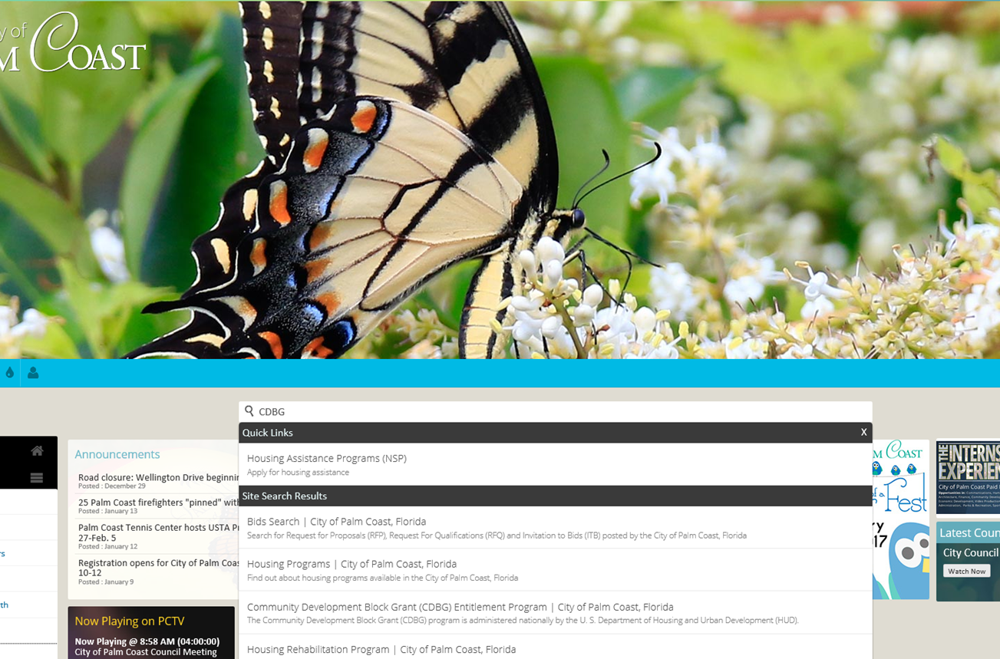 y of
M COAST
CDBG
Quick Links
X
Housing Assistance Programs (NSP)
Apply for housing assistance
Site Search Results
Bids Search | City of Palm Coast, Florida
Search for Request for Proposals (RFP), Request For Qualifications (RFQ) and Invitation to Bids (ITB) posted by the City of Palm Coast, Florida
Housing Programs | City of Palm Coast, Florida
Find out about housing programs available in the City of Palm Coast, Florida
Community Development Block Grant (CDBG) Entitlement Program | City of Palm Coast, Florida
The Community Development Block Grant (CDBG) program is administered nationally by the U. S. Department of Housing and Urban Development (HUD).
Housing Rehabilitation Program | City of Palm Coast, Florida
rs
th
Announcements
Road closure: Wellington Drive beginnin
Posted : December 29
25 Palm Coast firefighters "pinned" with
Posted : January 13
Palm Coast Tennis Center hosts USTA Pr
27-Feb. 5
Posted : January 12
Registration opens for City of Palm Coas
10-12
Posted : January 9
Now Playing on PCTV
Now Playing @ 8:58 AM (04:00:00)
City of Palm Coast Council Meeting
M COAST
of a
Fest
ry
17
THE INTERNS
EXPERIEN
City of Palm Coast Paid I
Latest Coun
City Council
Watch Now